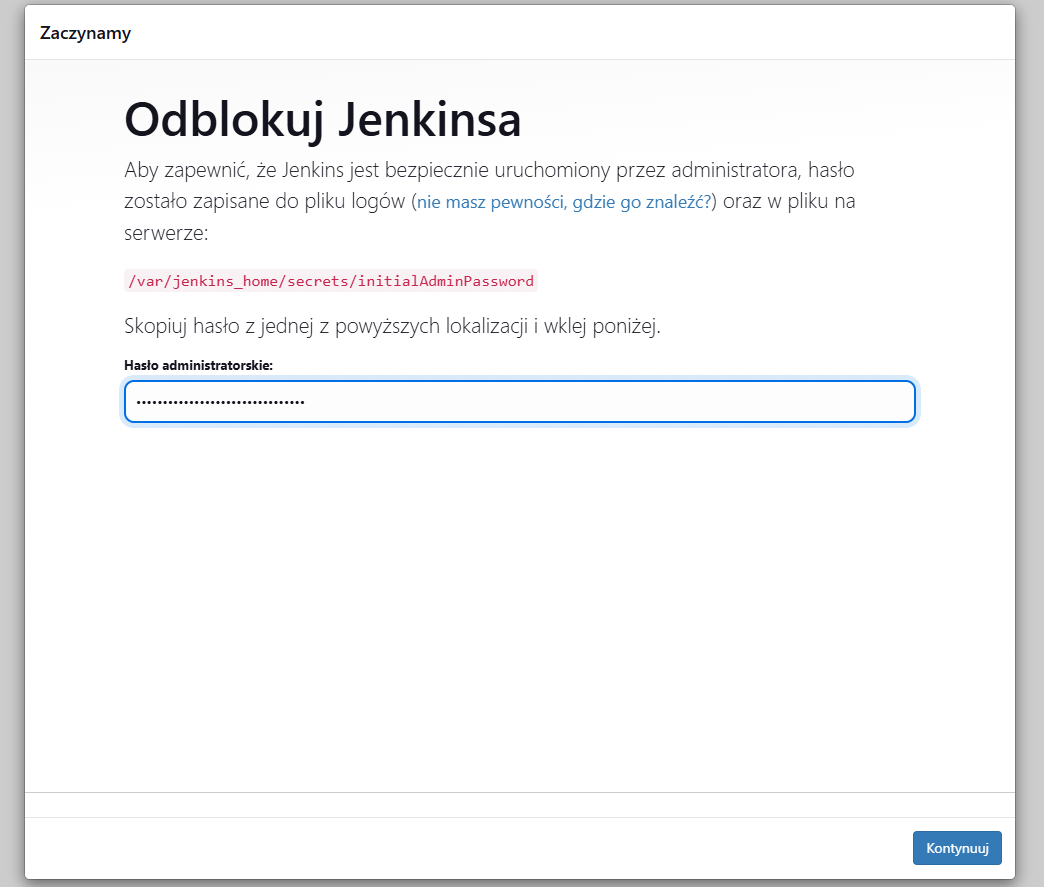 Zaczynamy
Odblokuj Jenkinsa
Aby zapewnić, że Jenkins jest bezpiecznie uruchomiony przez administratora, hasło
zostało zapisane do pliku logów (nie masz pewności, gdzie go znaleźć?) oraz w pliku na
serwerze:
/var/jenkins_home/secrets/initialAdminPassword
Skopiuj hasło z jednej z powyższych lokalizacji i wklej poniżej.
Hasło administratorskie:
••••••••••••••••••••••••••••••••
Kontynuuj